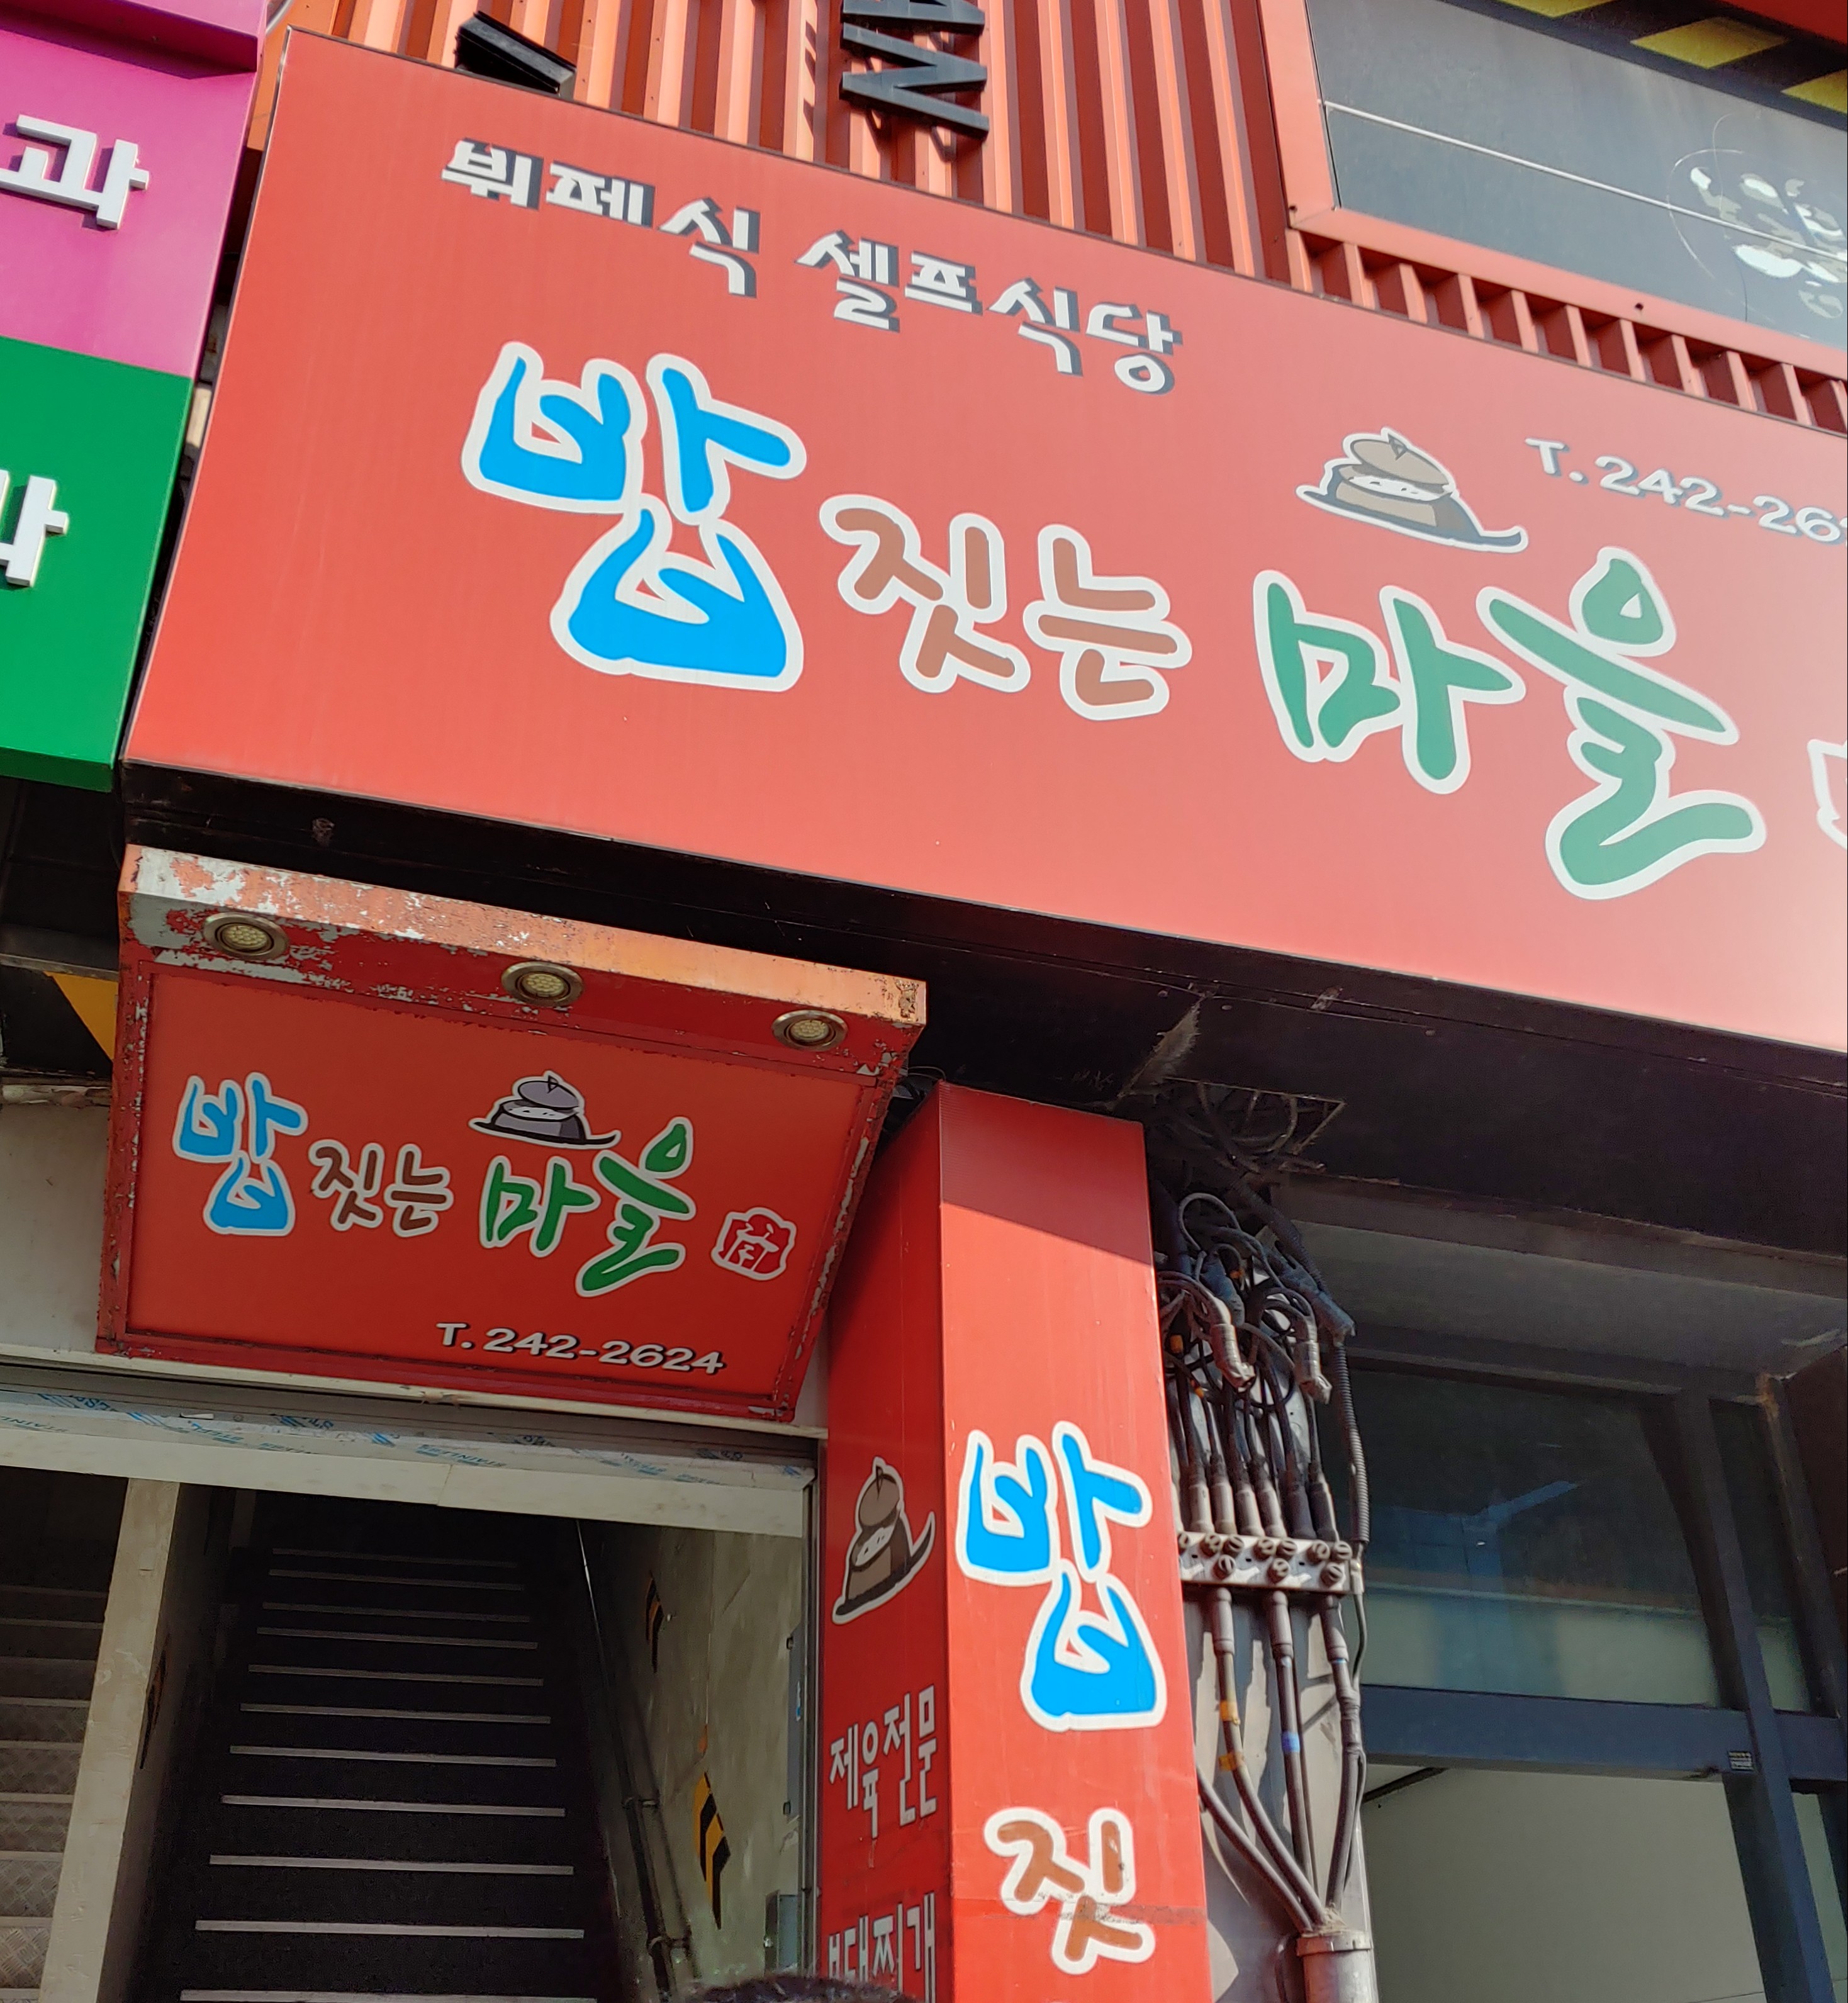 과
뷔페식 셀프식당
밥짓는 마을
T. 242-26
밥짓는 마을
T. 242-2624
밥
짓
제육전문
부대찌개